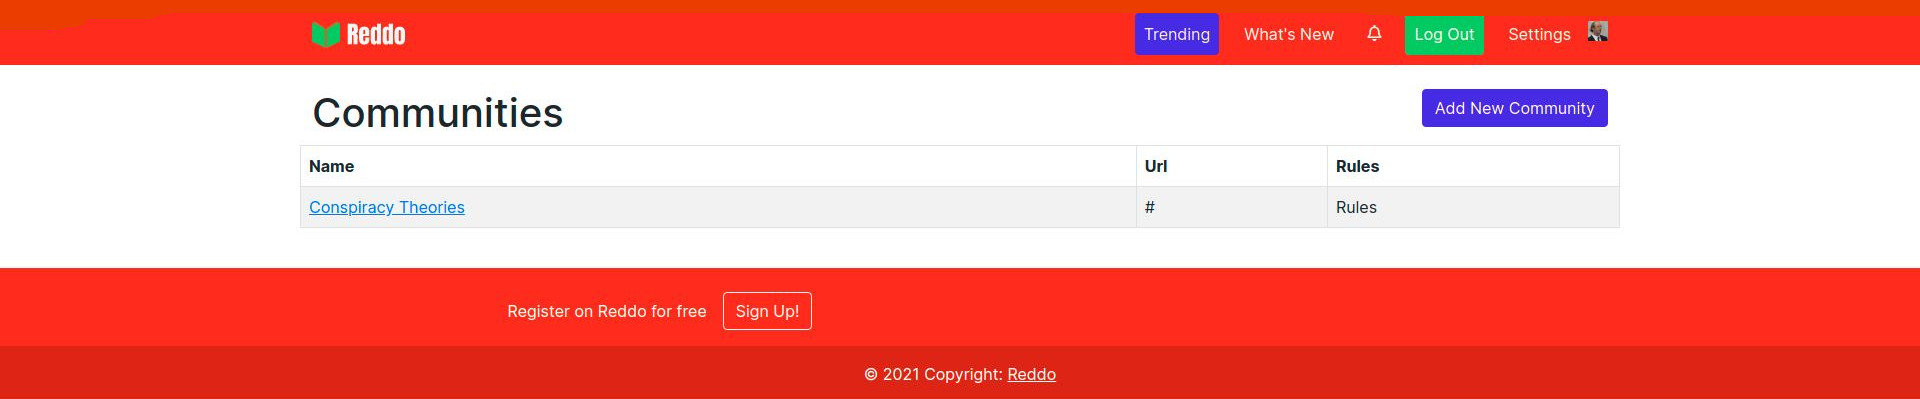 Reddo Trending What's New Log Out Settings
Communities Add New Community
Name Url Rules
Conspiracy Theories # Rules
Register on Reddo for free Sign Up!
© 2021 Copyright: Reddo